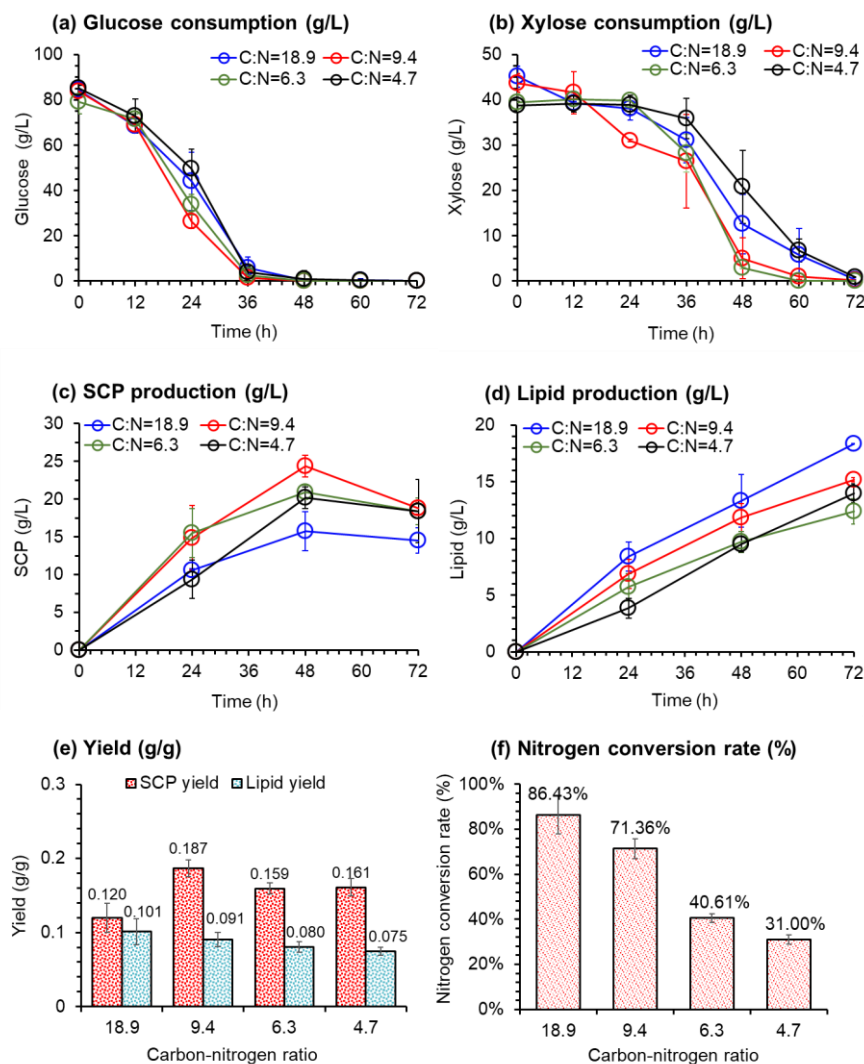 (a) Glucose consumption (g/L)
C:N=18.9 C:N=9.4
C:N=6.3 C:N=4.7
100
80
60
40
20
0
Glucose (g/L)
0 12 24 36 48 60 72
Time (h)
(b) Xylose consumption (g/L)
C:N=18.9 C:N=9.4
C:N=6.3 C:N=4.7
50
40
30
20
10
0
Xylose (g/L)
0 12 24 36 48 60 72
Time (h)
(c) SCP production (g/L)
C:N=18.9 C:N=9.4
C:N=6.3 C:N=4.7
30
25
20
15
10
5
0
SCP (g/L)
0 12 24 36 48 60 72
Time (h)
(d) Lipid production (g/L)
C:N=18.9 C:N=9.4
C:N=6.3 C:N=4.7
20
15
10
5
0
Lipid (g/L)
0 12 24 36 48 60 72
Time (h)
(e) Yield (g/g)
SCP yield Lipid yield
0.3
0.2
0.1
0
Yield (g/g)
0.120 0.101 0.187 0.091 0.159 0.080 0.161 0.075
18.9 9.4 6.3 4.7
Carbon-nitrogen ratio
(f) Nitrogen conversion rate (%)
100%
80%
60%
40%
20%
0%
Nitrogen conversion rate (%)
86.43% 71.36% 40.61% 31.00%
18.9 9.4 6.3 4.7
Carbon-nitrogen ratio